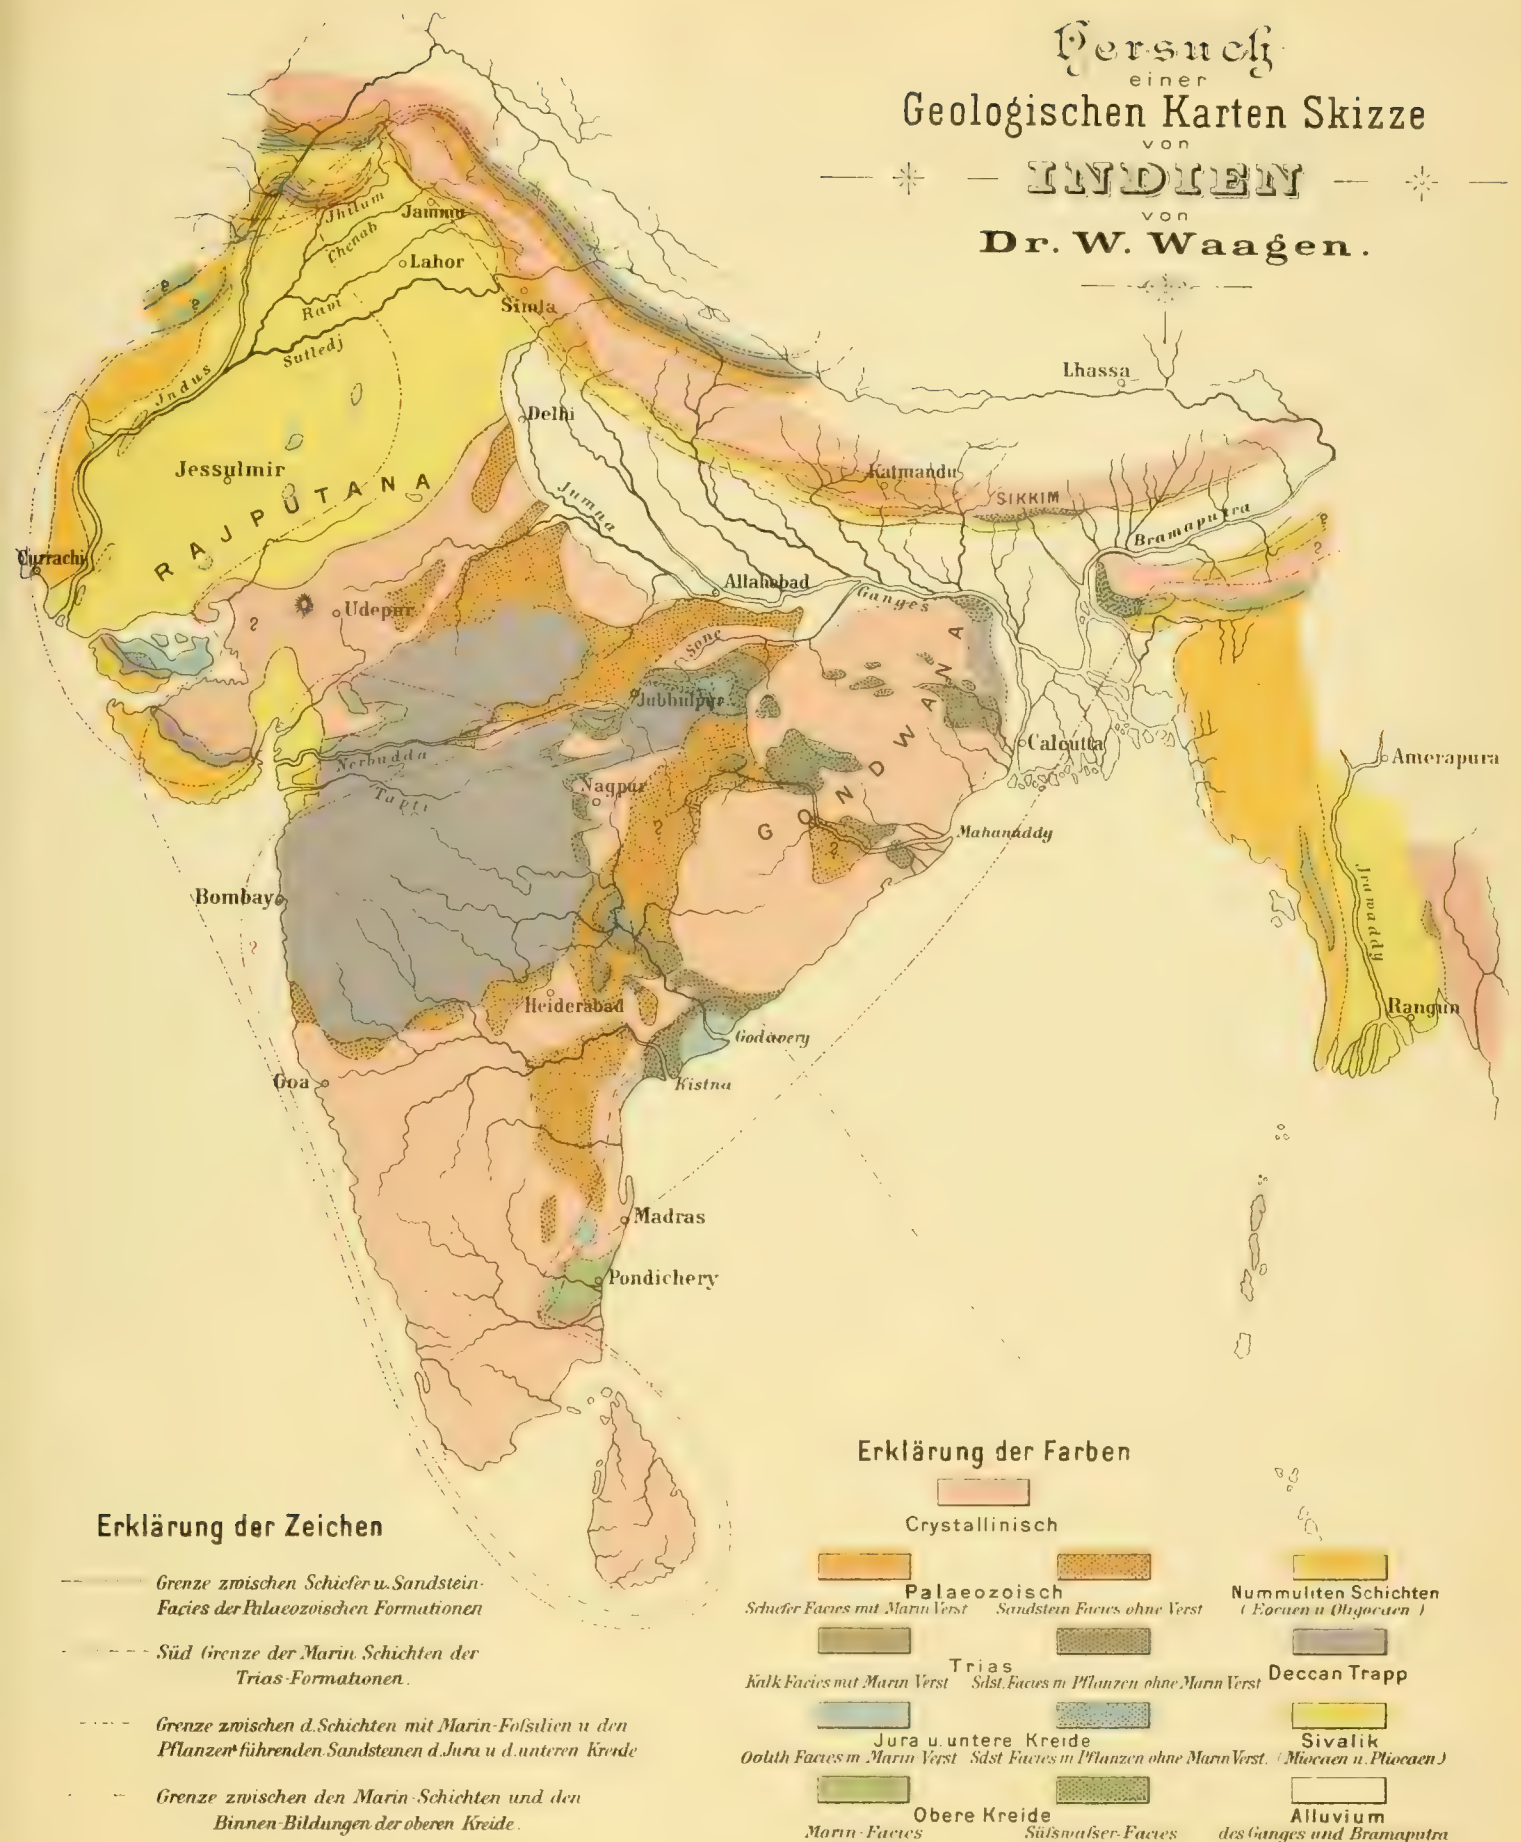 Versuch
einer
Geologischen Karten Skizze
von
INDIEN
von
Dr. W. Waagen.
Jhilum
Jammu
Chenab
Lahor
Ravi
Simla
Sutledj
Indus
Lhassa
Delhi
Jessulmir
RAJPUTANA
Katmandu
SIKKIM
Jumna
Bramaputra
?
?
?
?
Currachi
Allahabad
Ganges
Udepur
?
Sone
GONDWANA
Jubbulpur
Calcutta
Nerbudda
Amerapura
Tapti
Nagpur
?
?
Mahanaddy
Bombay
Jrawaddy
?
Heiderabad
Rangun
Godavery
Goa
Kistna
Madras
Pondichery
Erklärung der Zeichen
Grenze zwischen Schiefer u. Sandstein-
Facies der Palaeozoischen Formationen
Süd Grenze der Marin Schichten der
Trias-Formationen.
Grenze zwischen d. Schichten mit Marin-Fossilien u den
Pflanzen führenden Sandsteinen d. Jura u d. unteren Kreide
Grenze zwischen den Marin-Schichten und den
Binnen-Bildungen der oberen Kreide.
Erklärung der Farben
Crystallinisch
Palaeozoisch
Schiefer Facies mit Marin Verst Sandstein Facies ohne Verst
Nummuliten Schichten
( Eocaen u Oligocaen )
Trias
Kalk Facies mit Marin Verst Sdst. Facies m Pflanzen ohne Marin Verst
Deccan Trapp
Jura u. untere Kreide
Oolith Facies m Marin Verst Sdst Facies m Pflanzen ohne Marin Verst.
Sivalik
( Miocaen u. Pliocaen )
Obere Kreide
Marin-Facies Süsswasser-Facies
Alluvium
des Ganges und Bramaputra